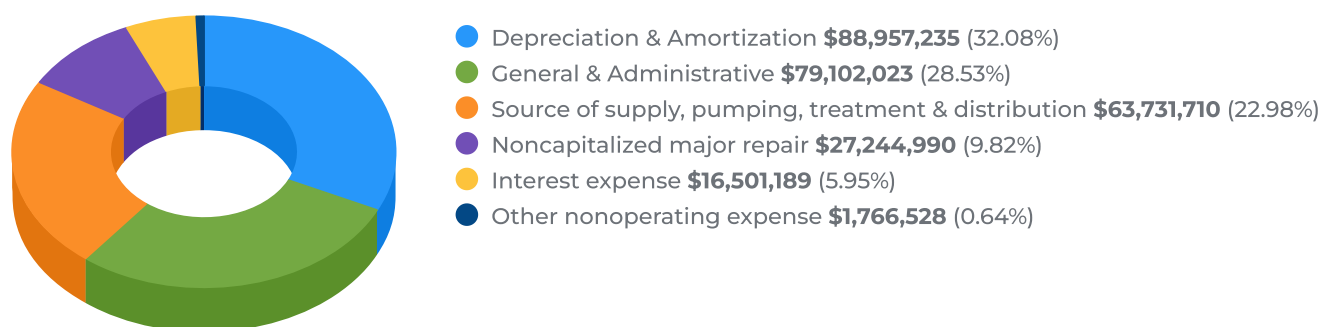 Depreciation & Amortization $88,957,235 (32.08%)
General & Administrative $79,102,023 (28.53%)
Source of supply, pumping, treatment & distribution $63,731,710 (22.98%)
Noncapitalized major repair $27,244,990 (9.82%)
Interest expense $16,501,189 (5.95%)
Other nonoperating expense $1,766,528 (0.64%)